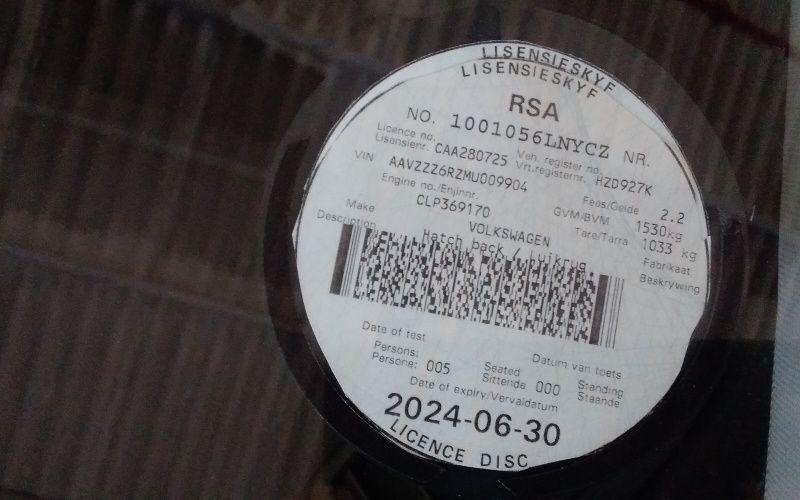 LISENSIESKYF
LISENSIESKYF
RSA
NO. 1001056LNYCZ NR.
Licence no. Lisensienr. CAA280725 Veh. register no. Vrt.registernr. HZD927K
VIN AAVZZZ6RZMU009904 Fees/Gelde 2.2
Engine no./Enjinnr. CLP369170 GVM/BVM 1530kg
Tare/Tarra 1033 kg
Make VOLKSWAGEN Fabrikaat
Description Hatch back / Luikrug Beskrywing
Date of test Datum van toets
Persons: Persone: 005 Seated Sittende 000 Standing Staande
Date of expiry/Vervaldatum
2024-06-30
LICENCE DISC